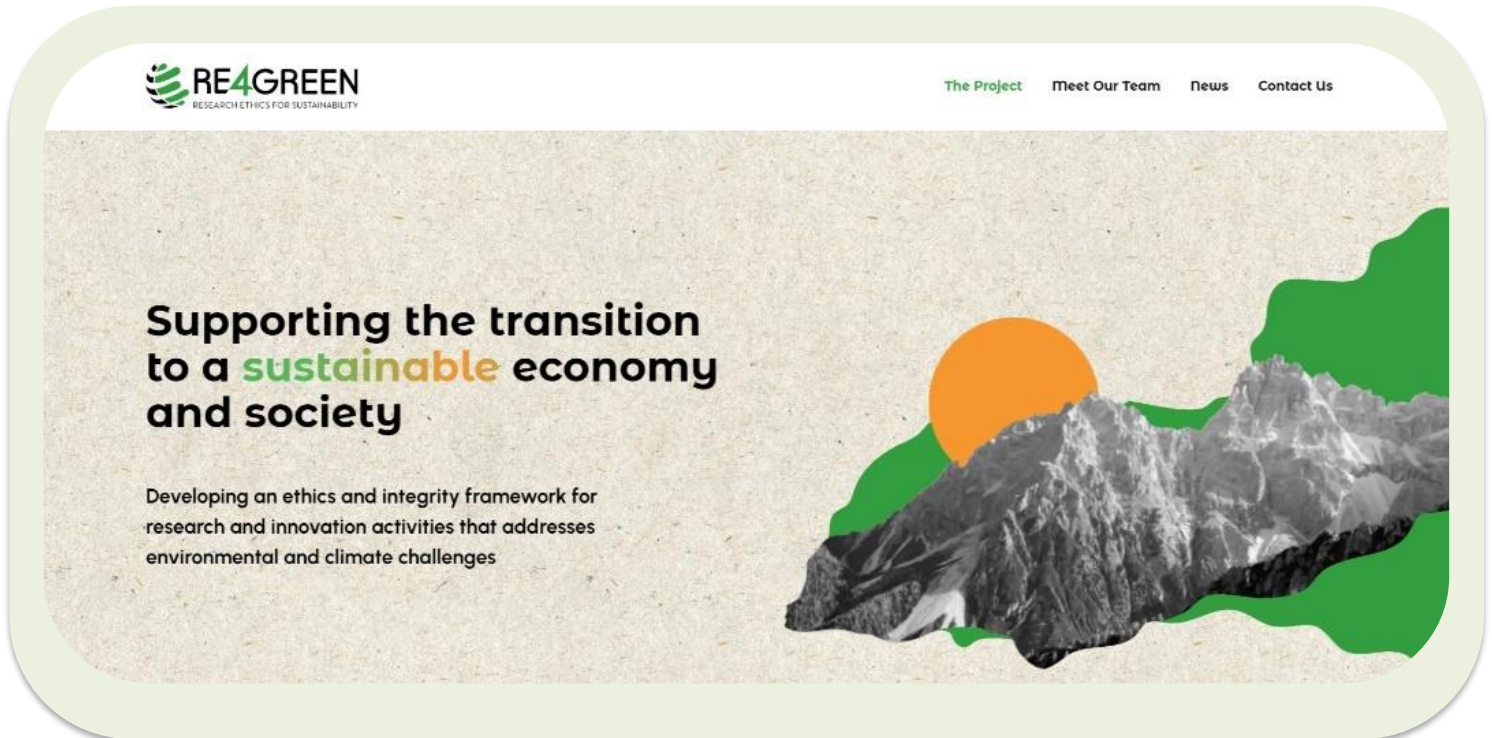 RE4GREEN
RESEARCH ETHICS FOR SUSTAINABILITY
The Project Meet Our Team News Contact Us
Supporting the transition
to a sustainable economy
and society
Developing an ethics and integrity framework for
research and innovation activities that addresses
environmental and climate challenges